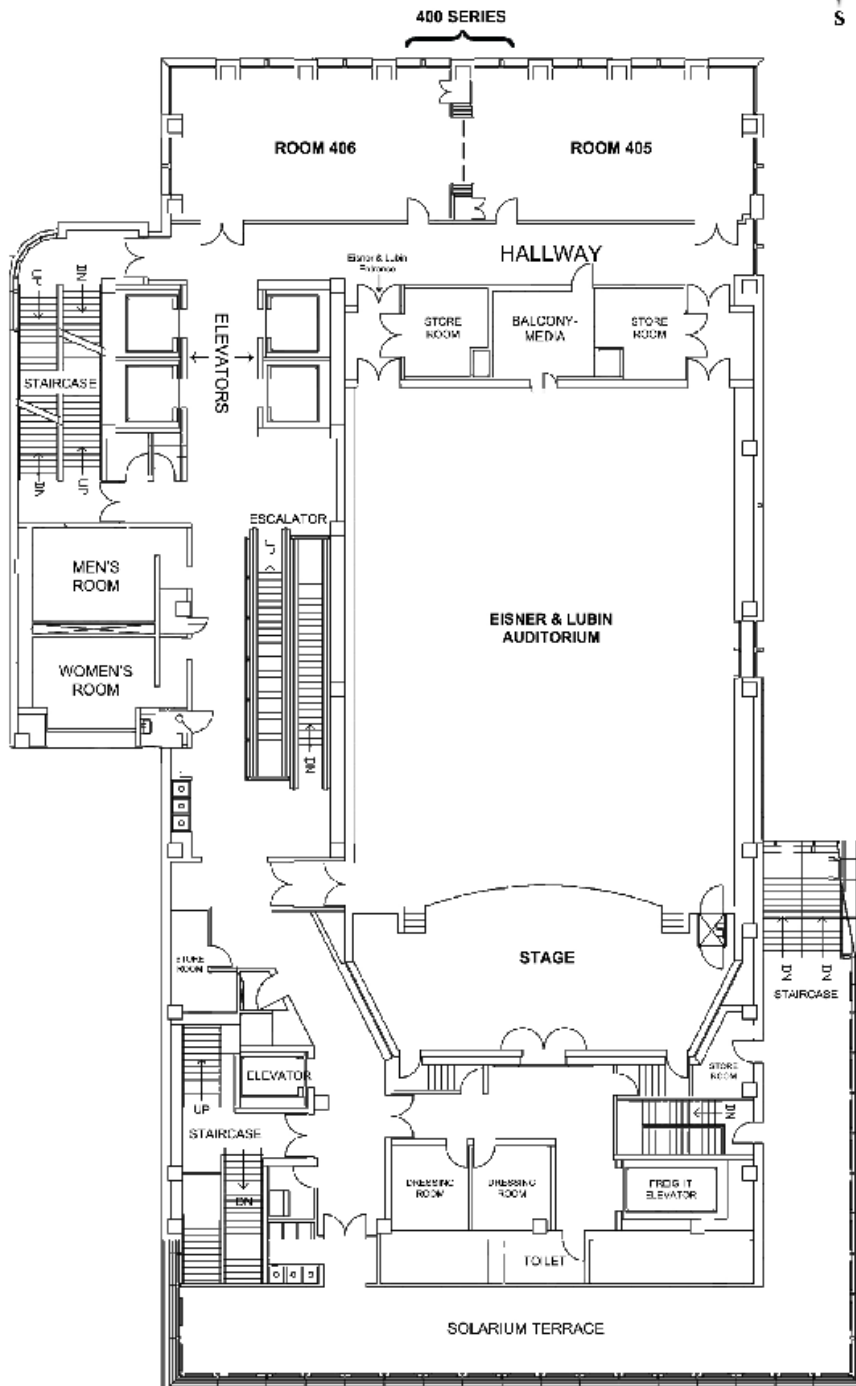 400 SERIES
S
ROOM 406
ROOM 405
HALLWAY
Eisner & Lubin
Entrance
UP
DN
STORE
ROOM
BALCONY-
MEDIA
STORE
ROOM
ELEVATORS
STAIRCASE
DN
UP
ESCALATOR
UP
MEN'S
ROOM
EISNER & LUBIN
AUDITORIUM
WOMEN'S
ROOM
DN
STAGE
STORE
ROOM
DN
DN
STAIRCASE
ELEVATOR
STORE
ROOM
UP
DN
STAIRCASE
DRESSING
ROOM
DRESSING
ROOM
FREIGHT
ELEVATOR
DN
TOILET
SOLARIUM TERRACE